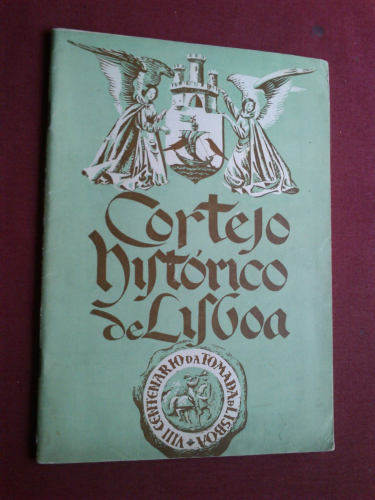 Cortejo
Histórico
de Lisboa
VIII CENTENARIO DA TOMADA DE LISBOA